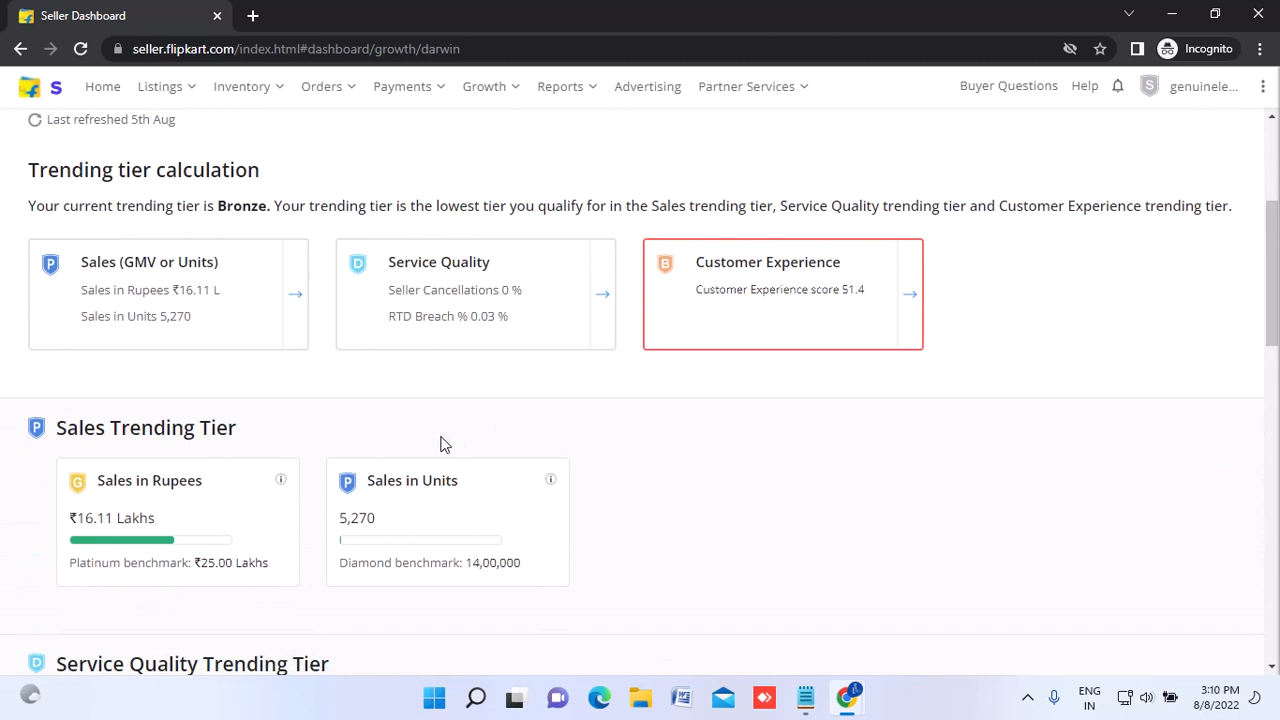 Seller Dashboard
seller.flipkart.com/index.html#dashboard/growth/darwin
Incognito
S
Home
Listings
Inventory
Orders
Payments
Growth
Reports
Advertising
Partner Services
Buyer Questions
Help
S
genuinele...
Last refreshed 5th Aug
Trending tier calculation
Your current trending tier is Bronze. Your trending tier is the lowest tier you qualify for in the Sales trending tier, Service Quality trending tier and Customer Experience trending tier.
P
Sales (GMV or Units)
Sales in Rupees ₹16.11 L
Sales in Units 5,270
D
Service Quality
Seller Cancellations 0 %
RTD Breach % 0.03 %
B
Customer Experience
Customer Experience score 51.4
P
Sales Trending Tier
G
Sales in Rupees
₹16.11 Lakhs
Platinum benchmark: ₹25.00 Lakhs
P
Sales in Units
5,270
Diamond benchmark: 14,00,000
D
Service Quality Trending Tier
ENG
IN
3:10 PM
8/8/2022